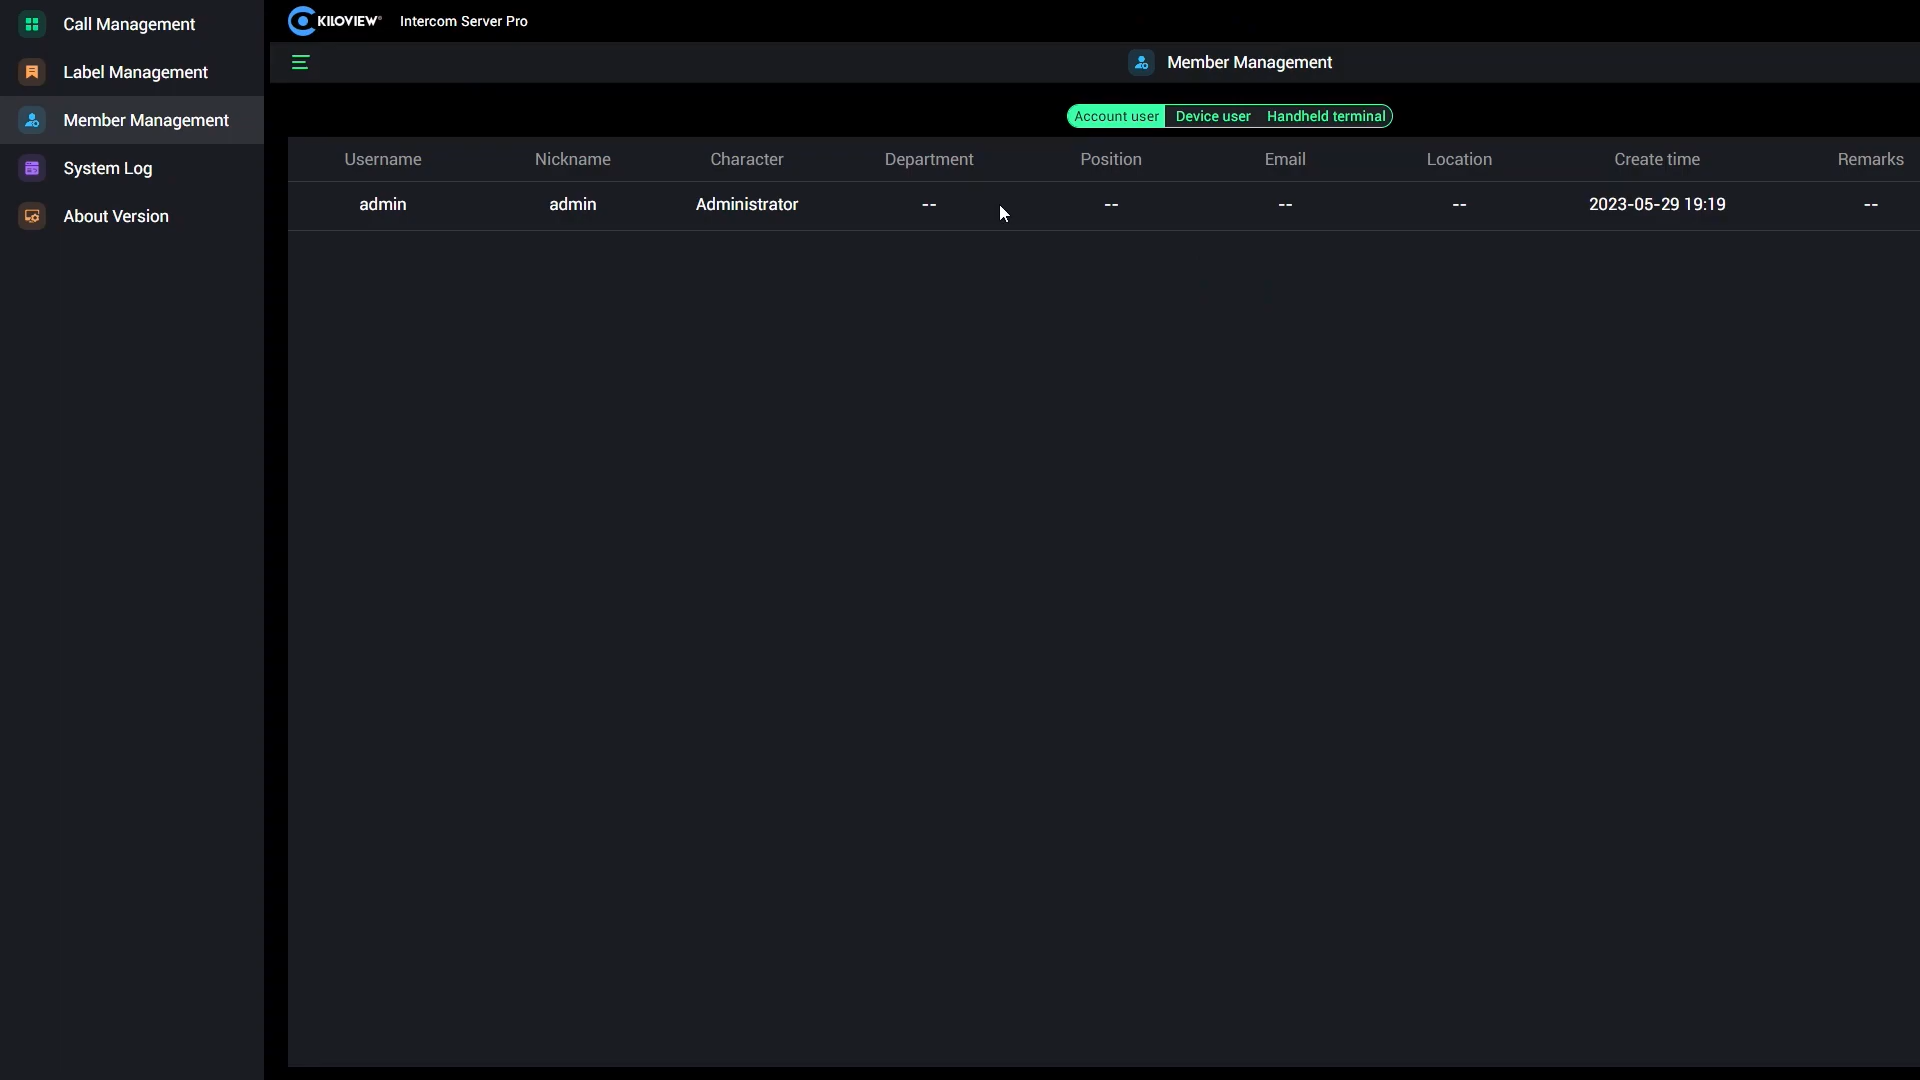 Call Management
Label Management
Member Management
System Log
About Version
KILOVIEW® Intercom Server Pro
Member Management
Account user Device user Handheld terminal
Username Nickname Character Department Position Email Location Create time Remarks
admin admin Administrator -- -- -- -- 2023-05-29 19:19 --